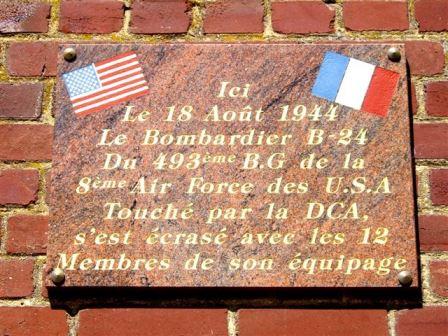 Ici
Le 18 Août 1944
Le Bombardier B-24
Du 493ème B.G de la
8ème Air Force des U.S.A
Touché par la DCA,
s'est écrasé avec les 12
Membres de son équipage